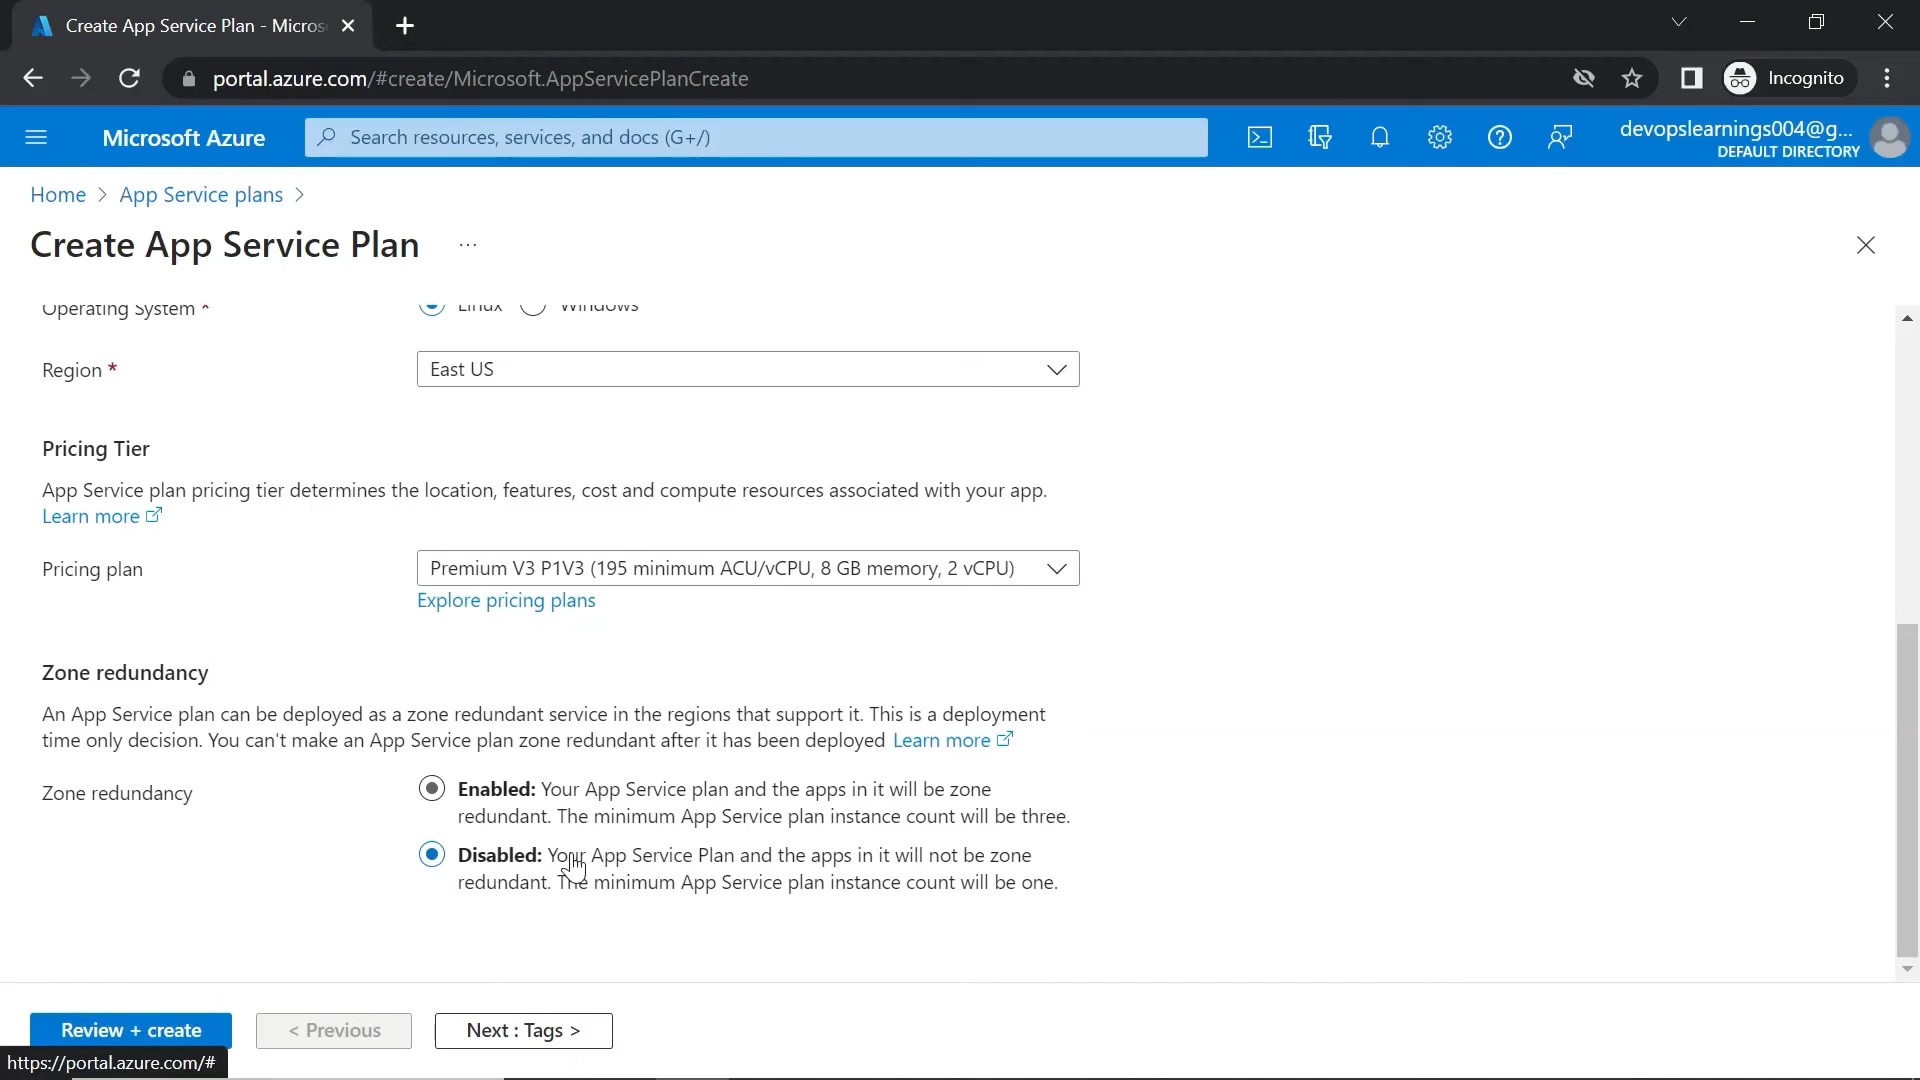 Create App Service Plan - Micros
portal.azure.com/#create/Microsoft.AppServicePlanCreate
Incognito
Microsoft Azure
Search resources, services, and docs (G+/)
devopslearnings004@g...
DEFAULT DIRECTORY
Home > App Service plans >
Create App Service Plan ...
Operating System *
Linux Windows
Region *
East US
Pricing Tier
App Service plan pricing tier determines the location, features, cost and compute resources associated with your app.
Learn more
Pricing plan
Premium V3 P1V3 (195 minimum ACU/vCPU, 8 GB memory, 2 vCPU)
Explore pricing plans
Zone redundancy
An App Service plan can be deployed as a zone redundant service in the regions that support it. This is a deployment
time only decision. You can't make an App Service plan zone redundant after it has been deployed Learn more
Zone redundancy
Enabled: Your App Service plan and the apps in it will be zone
redundant. The minimum App Service plan instance count will be three.
Disabled: Your App Service Plan and the apps in it will not be zone
redundant. The minimum App Service plan instance count will be one.
Review + create
< Previous
Next : Tags >
https://portal.azure.com/#